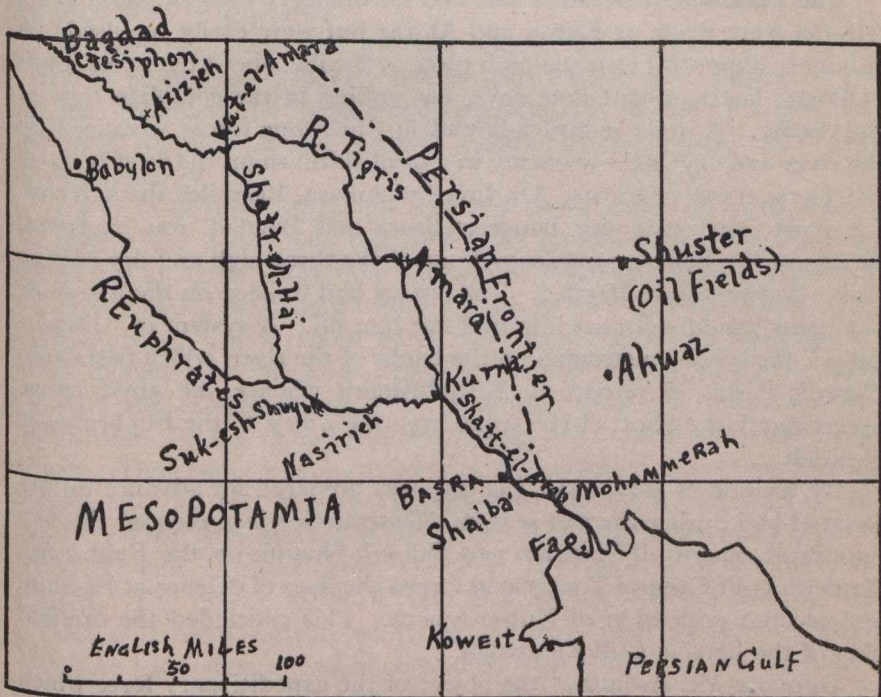 Bagdad
Ctesiphon
Azizieh
Kut-el-Amara
R. Tigris
Persian Frontier
Babylon
Shatt-el-Hai
Amara
Shuster
(Oil Fields)
R Euphrates
Ahwaz
Kurna
Suk-esh-Shuyuk
Nasirieh
Shatt-el-Arab
BASRA
MOHAMMERAH
Shaiba
MESOPOTAMIA
Fao
ENGLISH MILES
0 50 100
KOWEIT
PERSIAN GULF